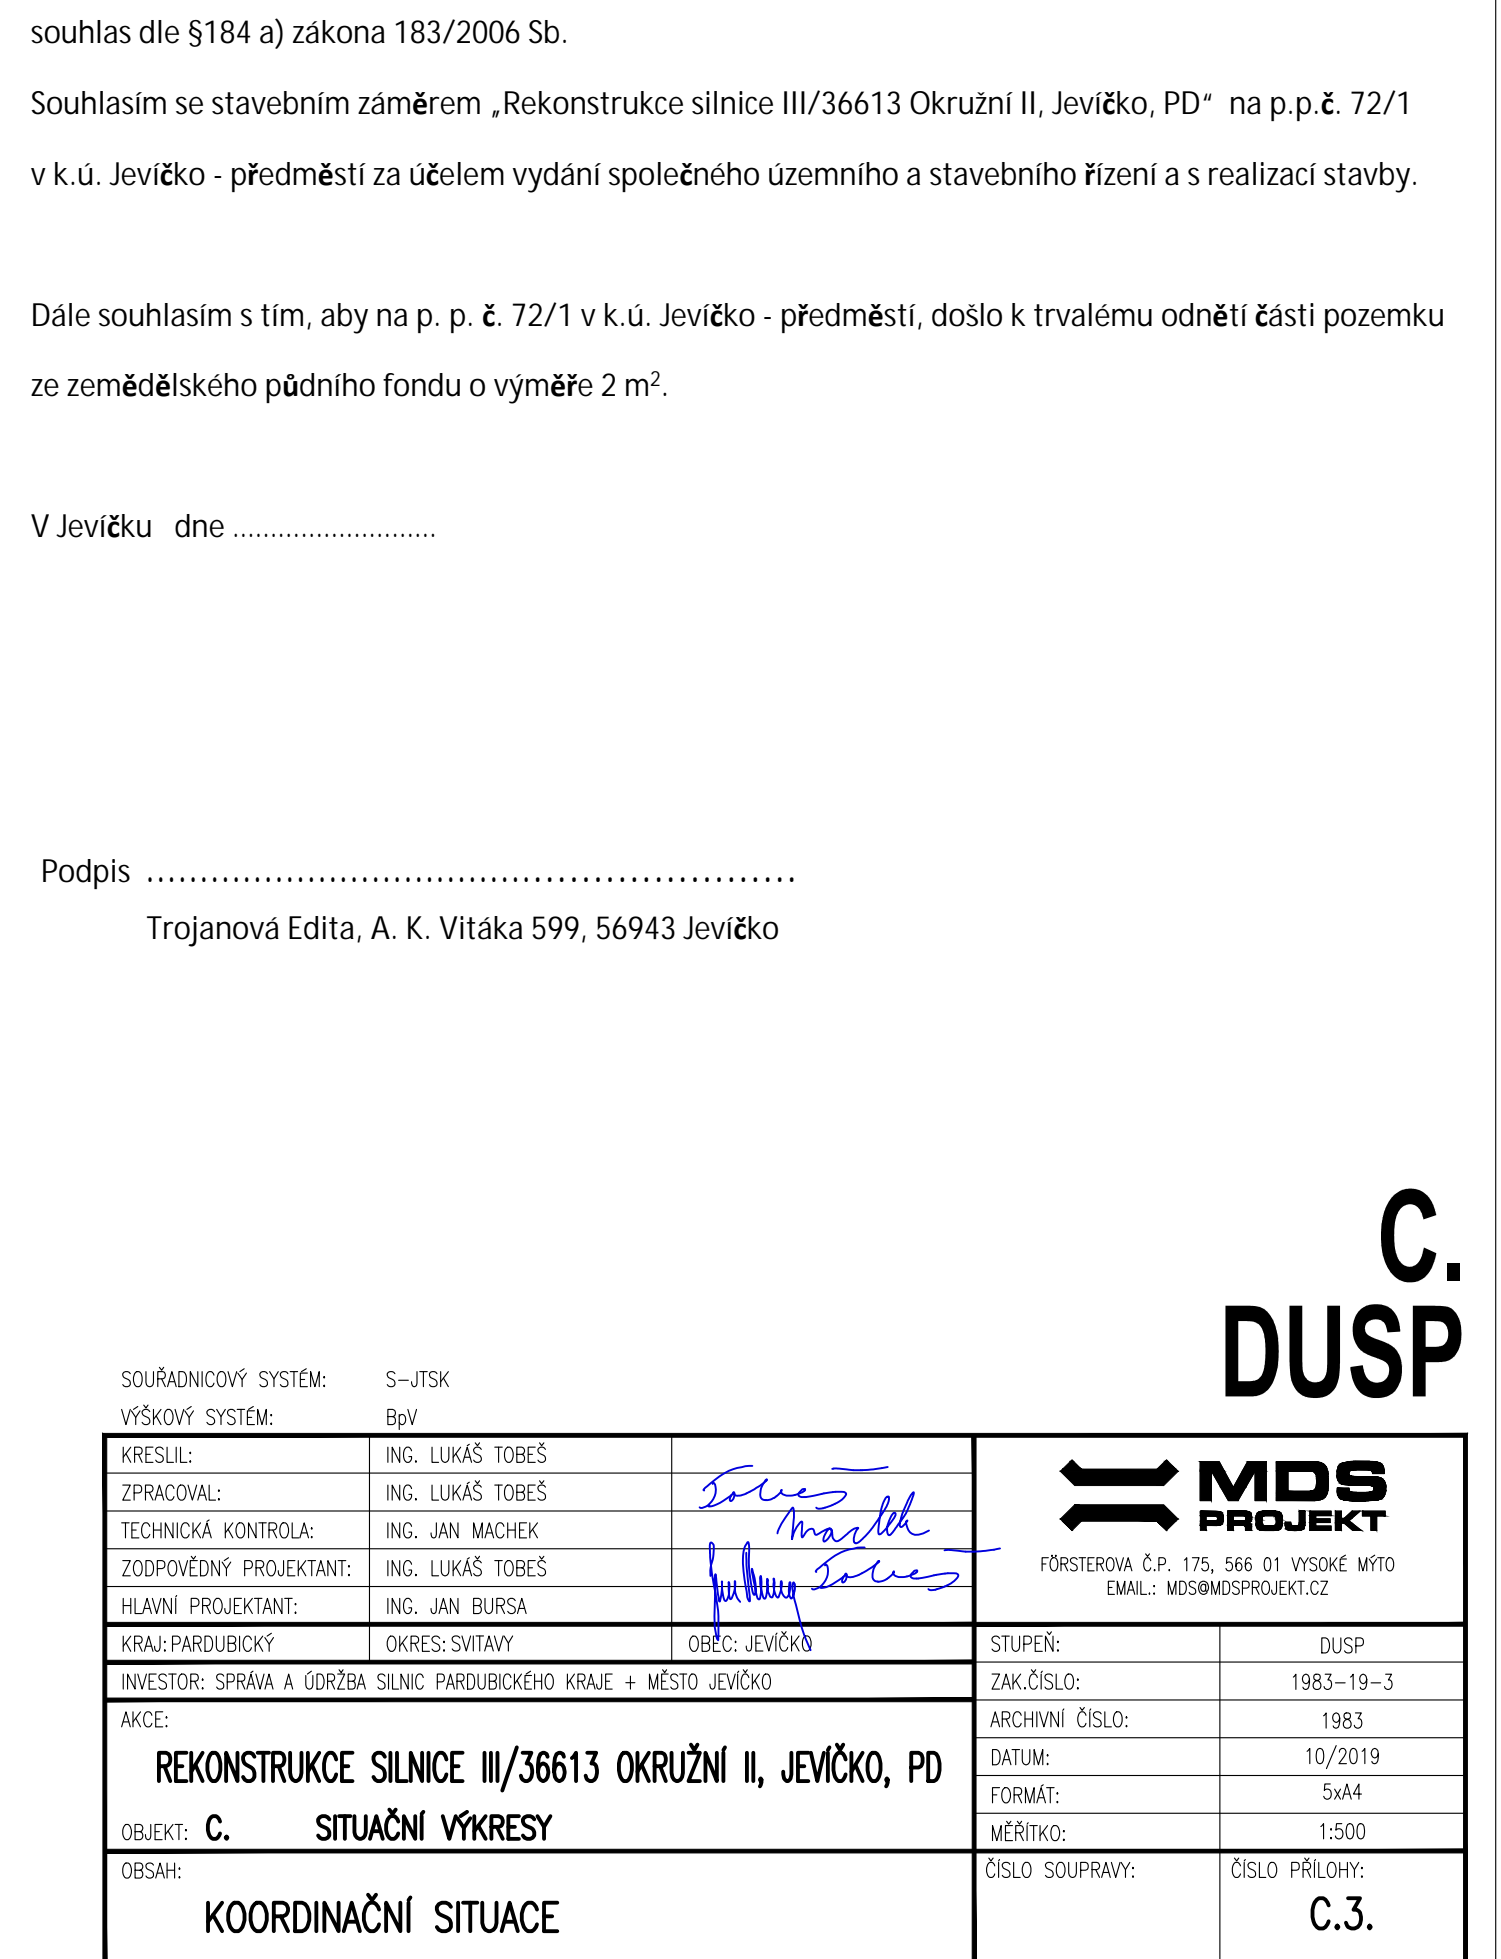 souhlas dle §184 a) zákona 183/2006 Sb.
Souhlasím se stavebním záměrem „Rekonstrukce silnice III/36613 Okružní II, Jevíčko, PD“ na p.p.č. 72/1
v k.ú. Jevíčko - předměstí za účelem vydání společného územního a stavebního řízení a s realizací stavby.
Dále souhlasím s tím, aby na p. p. č. 72/1 v k.ú. Jevíčko - předměstí, došlo k trvalému odnětí části pozemku
ze zemědělského půdního fondu o výměře 2 m².
V Jevíčku dne ...........................
Podpis ............................................................
Trojanová Edita, A. K. Vitáka 599, 56943 Jevíčko
C.
DUSP
SOUŘADNICOVÝ SYSTÉM: S-JTSK
VÝŠKOVÝ SYSTÉM: BpV
KRESLIL: ING. LUKÁŠ TOBEŠ
ZPRACOVAL: ING. LUKÁŠ TOBEŠ Tobeš
TECHNICKÁ KONTROLA: ING. JAN MACHEK Machek
ZODPOVĚDNÝ PROJEKTANT: ING. LUKÁŠ TOBEŠ Tobeš
HLAVNÍ PROJEKTANT: ING. JAN BURSA
MDS
PROJEKT
FÖRSTEROVA Č.P. 175, 566 01 VYSOKÉ MÝTO
EMAIL.: MDS@MDSPROJEKT.CZ
KRAJ: PARDUBICKÝ OKRES: SVITAVY OBEC: JEVÍČKO
INVESTOR: SPRÁVA A ÚDRŽBA SILNIC PARDUBICKÉHO KRAJE + MĚSTO JEVÍČKO
AKCE:
REKONSTRUKCE SILNICE III/36613 OKRUŽNÍ II, JEVÍČKO, PD
OBJEKT: C. SITUAČNÍ VÝKRESY
OBSAH:
KOORDINAČNÍ SITUACE
STUPEŇ: DUSP
ZAK.ČÍSLO: 1983-19-3
ARCHIVNÍ ČÍSLO: 1983
DATUM: 10/2019
FORMÁT: 5xA4
MĚŘÍTKO: 1:500
ČÍSLO SOUPRAVY: ČÍSLO PŘÍLOHY:
C.3.